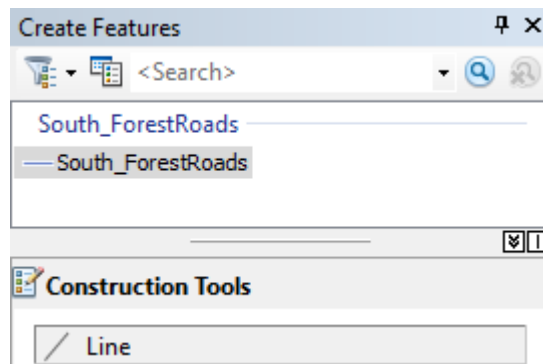 Create Features
<Search>
South_ForestRoads
South_ForestRoads
Construction Tools
Line